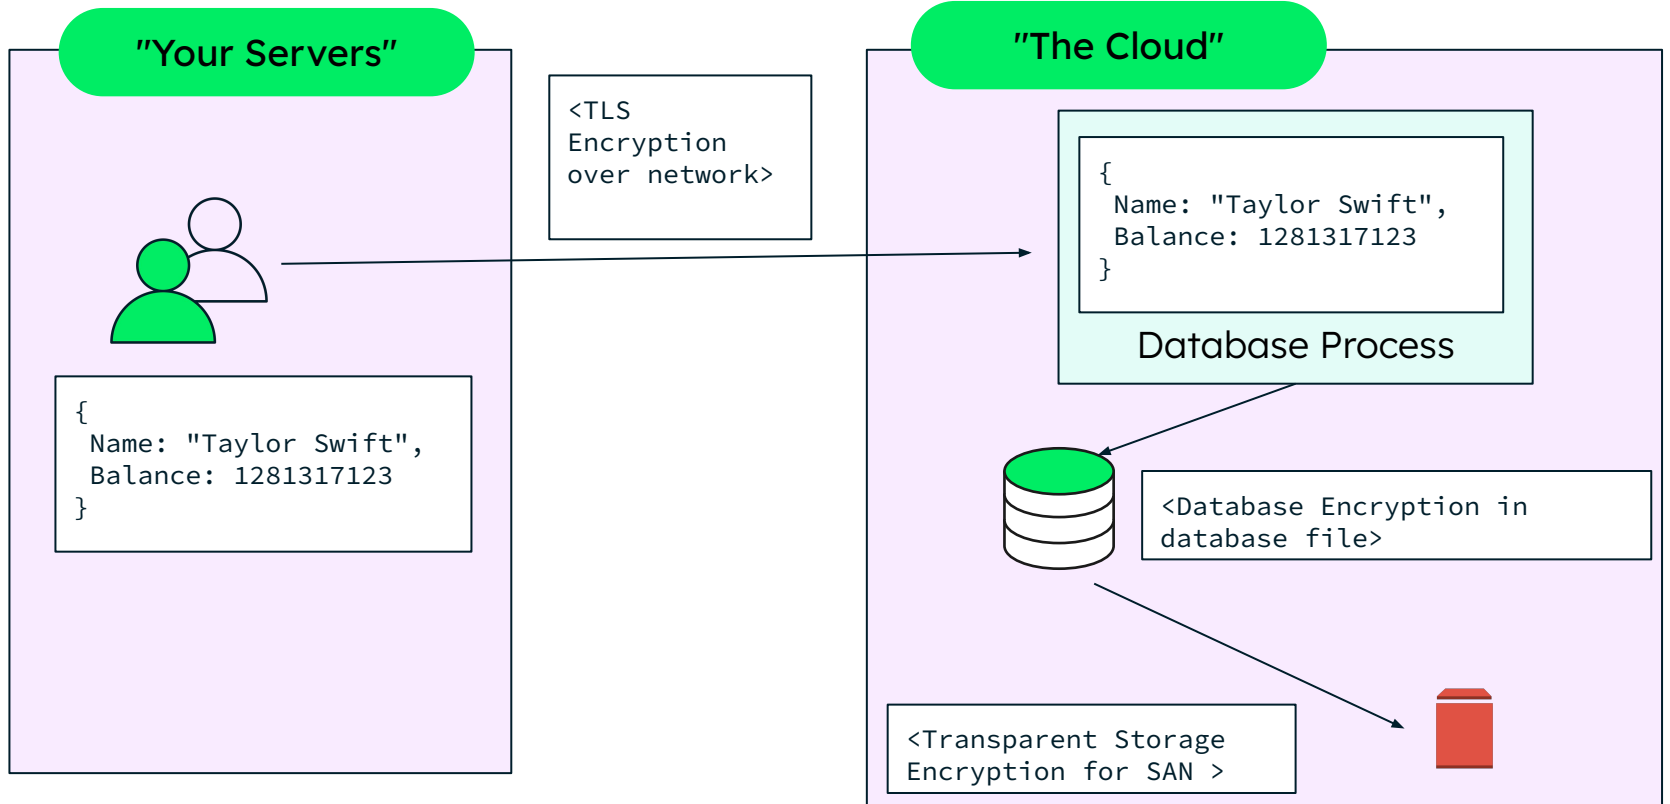 "Your Servers"
{
Name: "Taylor Swift",
Balance: 1281317123
}
<TLS
Encryption
over network>
"The Cloud"
{
Name: "Taylor Swift",
Balance: 1281317123
}
Database Process
<Database Encryption in
database file>
<Transparent Storage
Encryption for SAN >